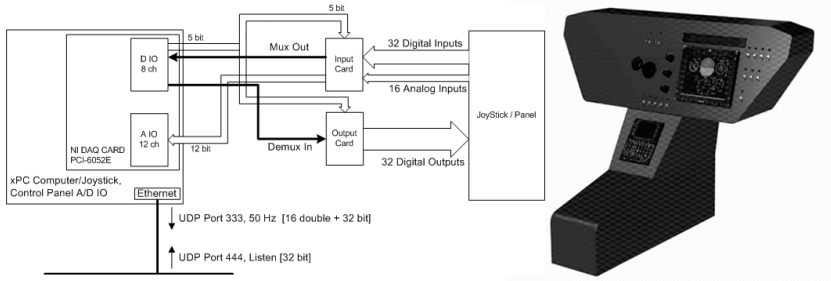 5 bit
5 bit
D IO
8 ch
Mux Out
Input
Card
32 Digital Inputs
16 Analog Inputs
JoyStick / Panel
A IO
12 ch
NI DAQ CARD
PCI-6052E
12 bit
Demux In
Output
Card
32 Digital Outputs
xPC Computer/Joystick,
Control Panel A/D IO
Ethernet
UDP Port 333, 50 Hz [16 double + 32 bit]
UDP Port 444, Listen [32 bit]